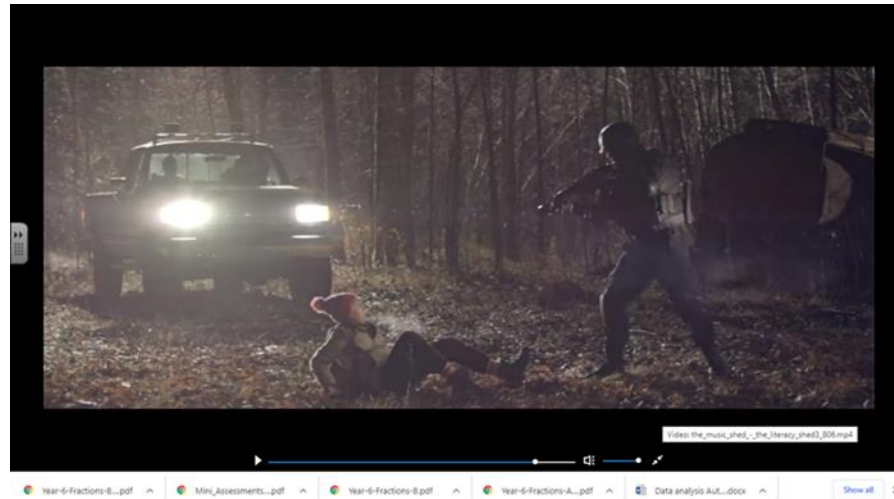 Video: the_music_shed_-_the_literacy_shed3_806.mp4
Year-6-Fractions-B....pdf
Mini_Assessments....pdf
Year-6-Fractions-B.pdf
Year-6-Fractions-A....pdf
Data analysis Aut....docx
Show all